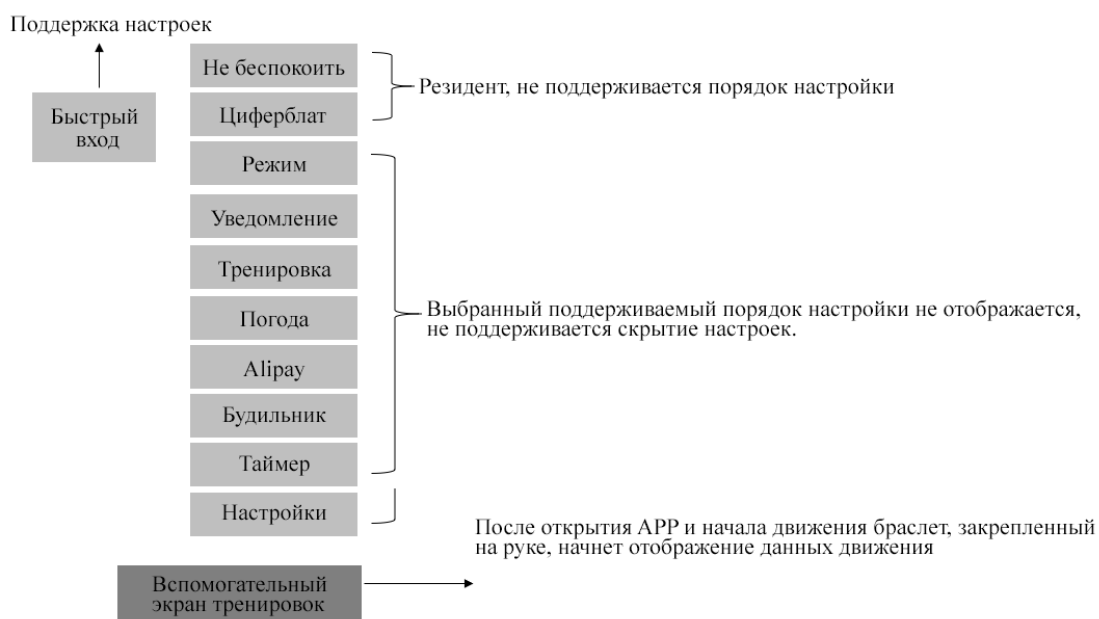 Поддержка настроек
Быстрый
вход
Не беспокоить
Циферблат
Резидент, не поддерживается порядок настройки
Режим
Уведомление
Тренировка
Погода
Alipay
Будильник
Таймер
Выбранный поддерживаемый порядок настройки не отображается,
не поддерживается скрытие настроек.
Настройки
После открытия APP и начала движения браслет, закрепленный
на руке, начнет отображение данных движения
Вспомогательный
экран тренировок